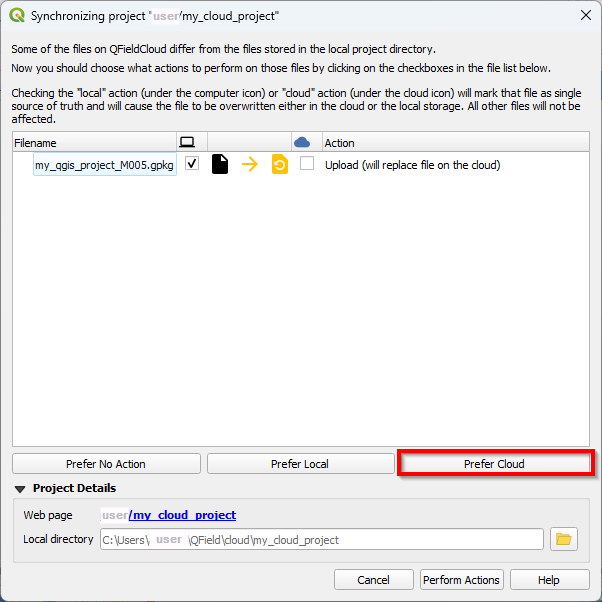 Synchronizing project "user/my_cloud_project"
Some of the files on QFieldCloud differ from the files stored in the local project directory.
Now you should choose what actions to perform on those files by clicking on the checkboxes in the file list below.
Checking the "local" action (under the computer icon) or "cloud" action (under the cloud icon) will mark that file as single
source of truth and will cause the file to be overwritten either in the cloud or the local storage. All other files will not be
affected.
Filename Action
my_qgis_project_M005.gpkg Upload (will replace file on the cloud)
Prefer No Action Prefer Local Prefer Cloud
Project Details
Web page user/my_cloud_project
Local directory C:\Users\ user \QField\cloud\my_cloud_project
Cancel Perform Actions Help